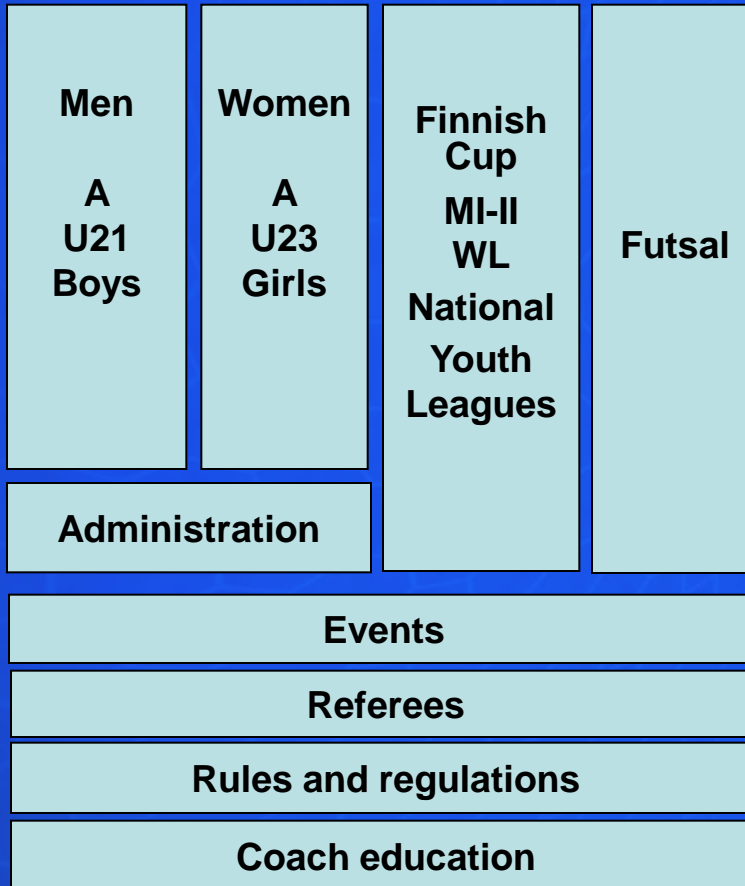 Men
A
U21
Boys
Women
A
U23
Girls
Finnish
Cup
MI-II
WL
National
Youth
Leagues
Futsal
Administration
Events
Referees
Rules and regulations
Coach education